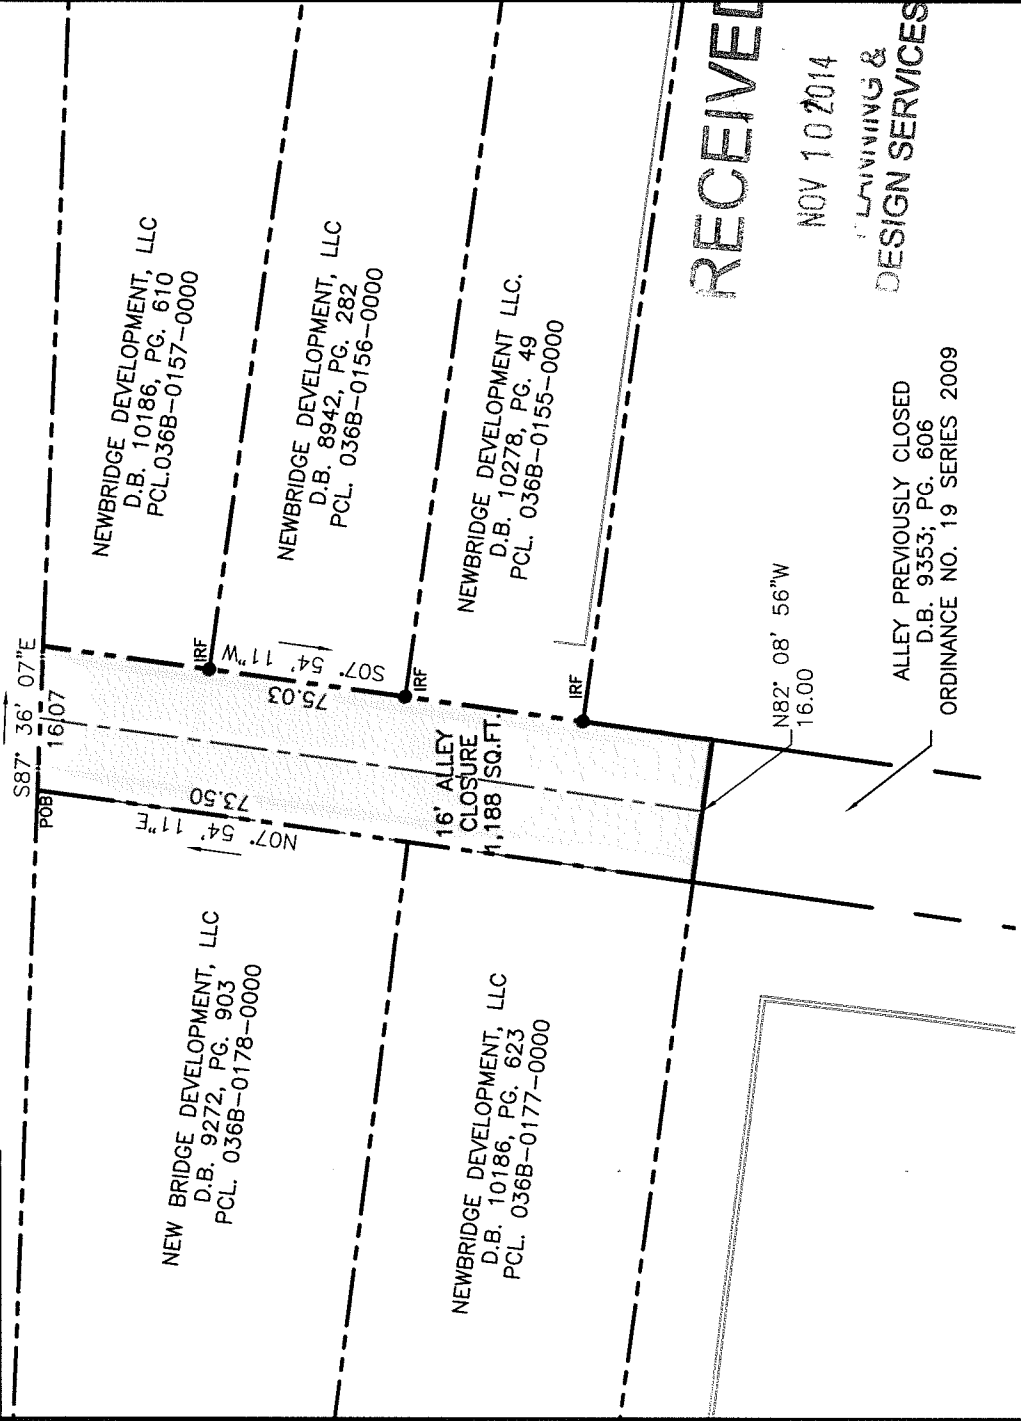 S87° 36' 07"E
16.07
POB
NEWBRIDGE DEVELOPMENT, LLC
D.B. 10186, PG. 610
PCL.036B-0157-0000
NEWBRIDGE DEVELOPMENT, LLC
D.B. 8942, PG. 282
PCL. 036B-0156-0000
NEWBRIDGE DEVELOPMENT LLC.
D.B. 10278, PG. 49
PCL. 036B-0155-0000
IRF
S07° 54' 11"W
75.03
IRF
IRF
73.50
N07° 54' 11"E
16' ALLEY
CLOSURE
1,188 SQ.FT.
NEW BRIDGE DEVELOPMENT, LLC
D.B. 9272, PG. 903
PCL. 036B-0178-0000
NEWBRIDGE DEVELOPMENT, LLC
D.B. 10186, PG. 623
PCL. 036B-0177-0000
N82° 08' 56"W
16.00
ALLEY PREVIOUSLY CLOSED
D.B. 9353; PG. 606
ORDINANCE NO. 19 SERIES 2009
RECEIVED
NOV 10 2014
PLANNING &
DESIGN SERVICES